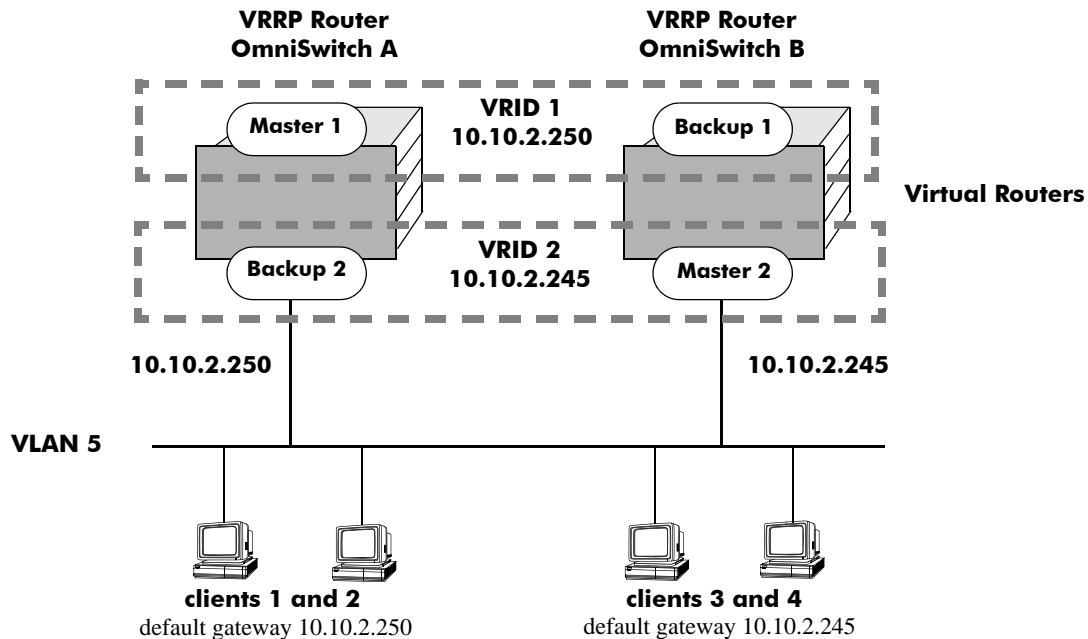 VRRP Router
OmniSwitch A
VRRP Router
OmniSwitch B
Master 1
VRID 1
10.10.2.250
Backup 1
Virtual Routers
Backup 2
VRID 2
10.10.2.245
Master 2
10.10.2.250
10.10.2.245
VLAN 5
clients 1 and 2
default gateway 10.10.2.250
clients 3 and 4
default gateway 10.10.2.245